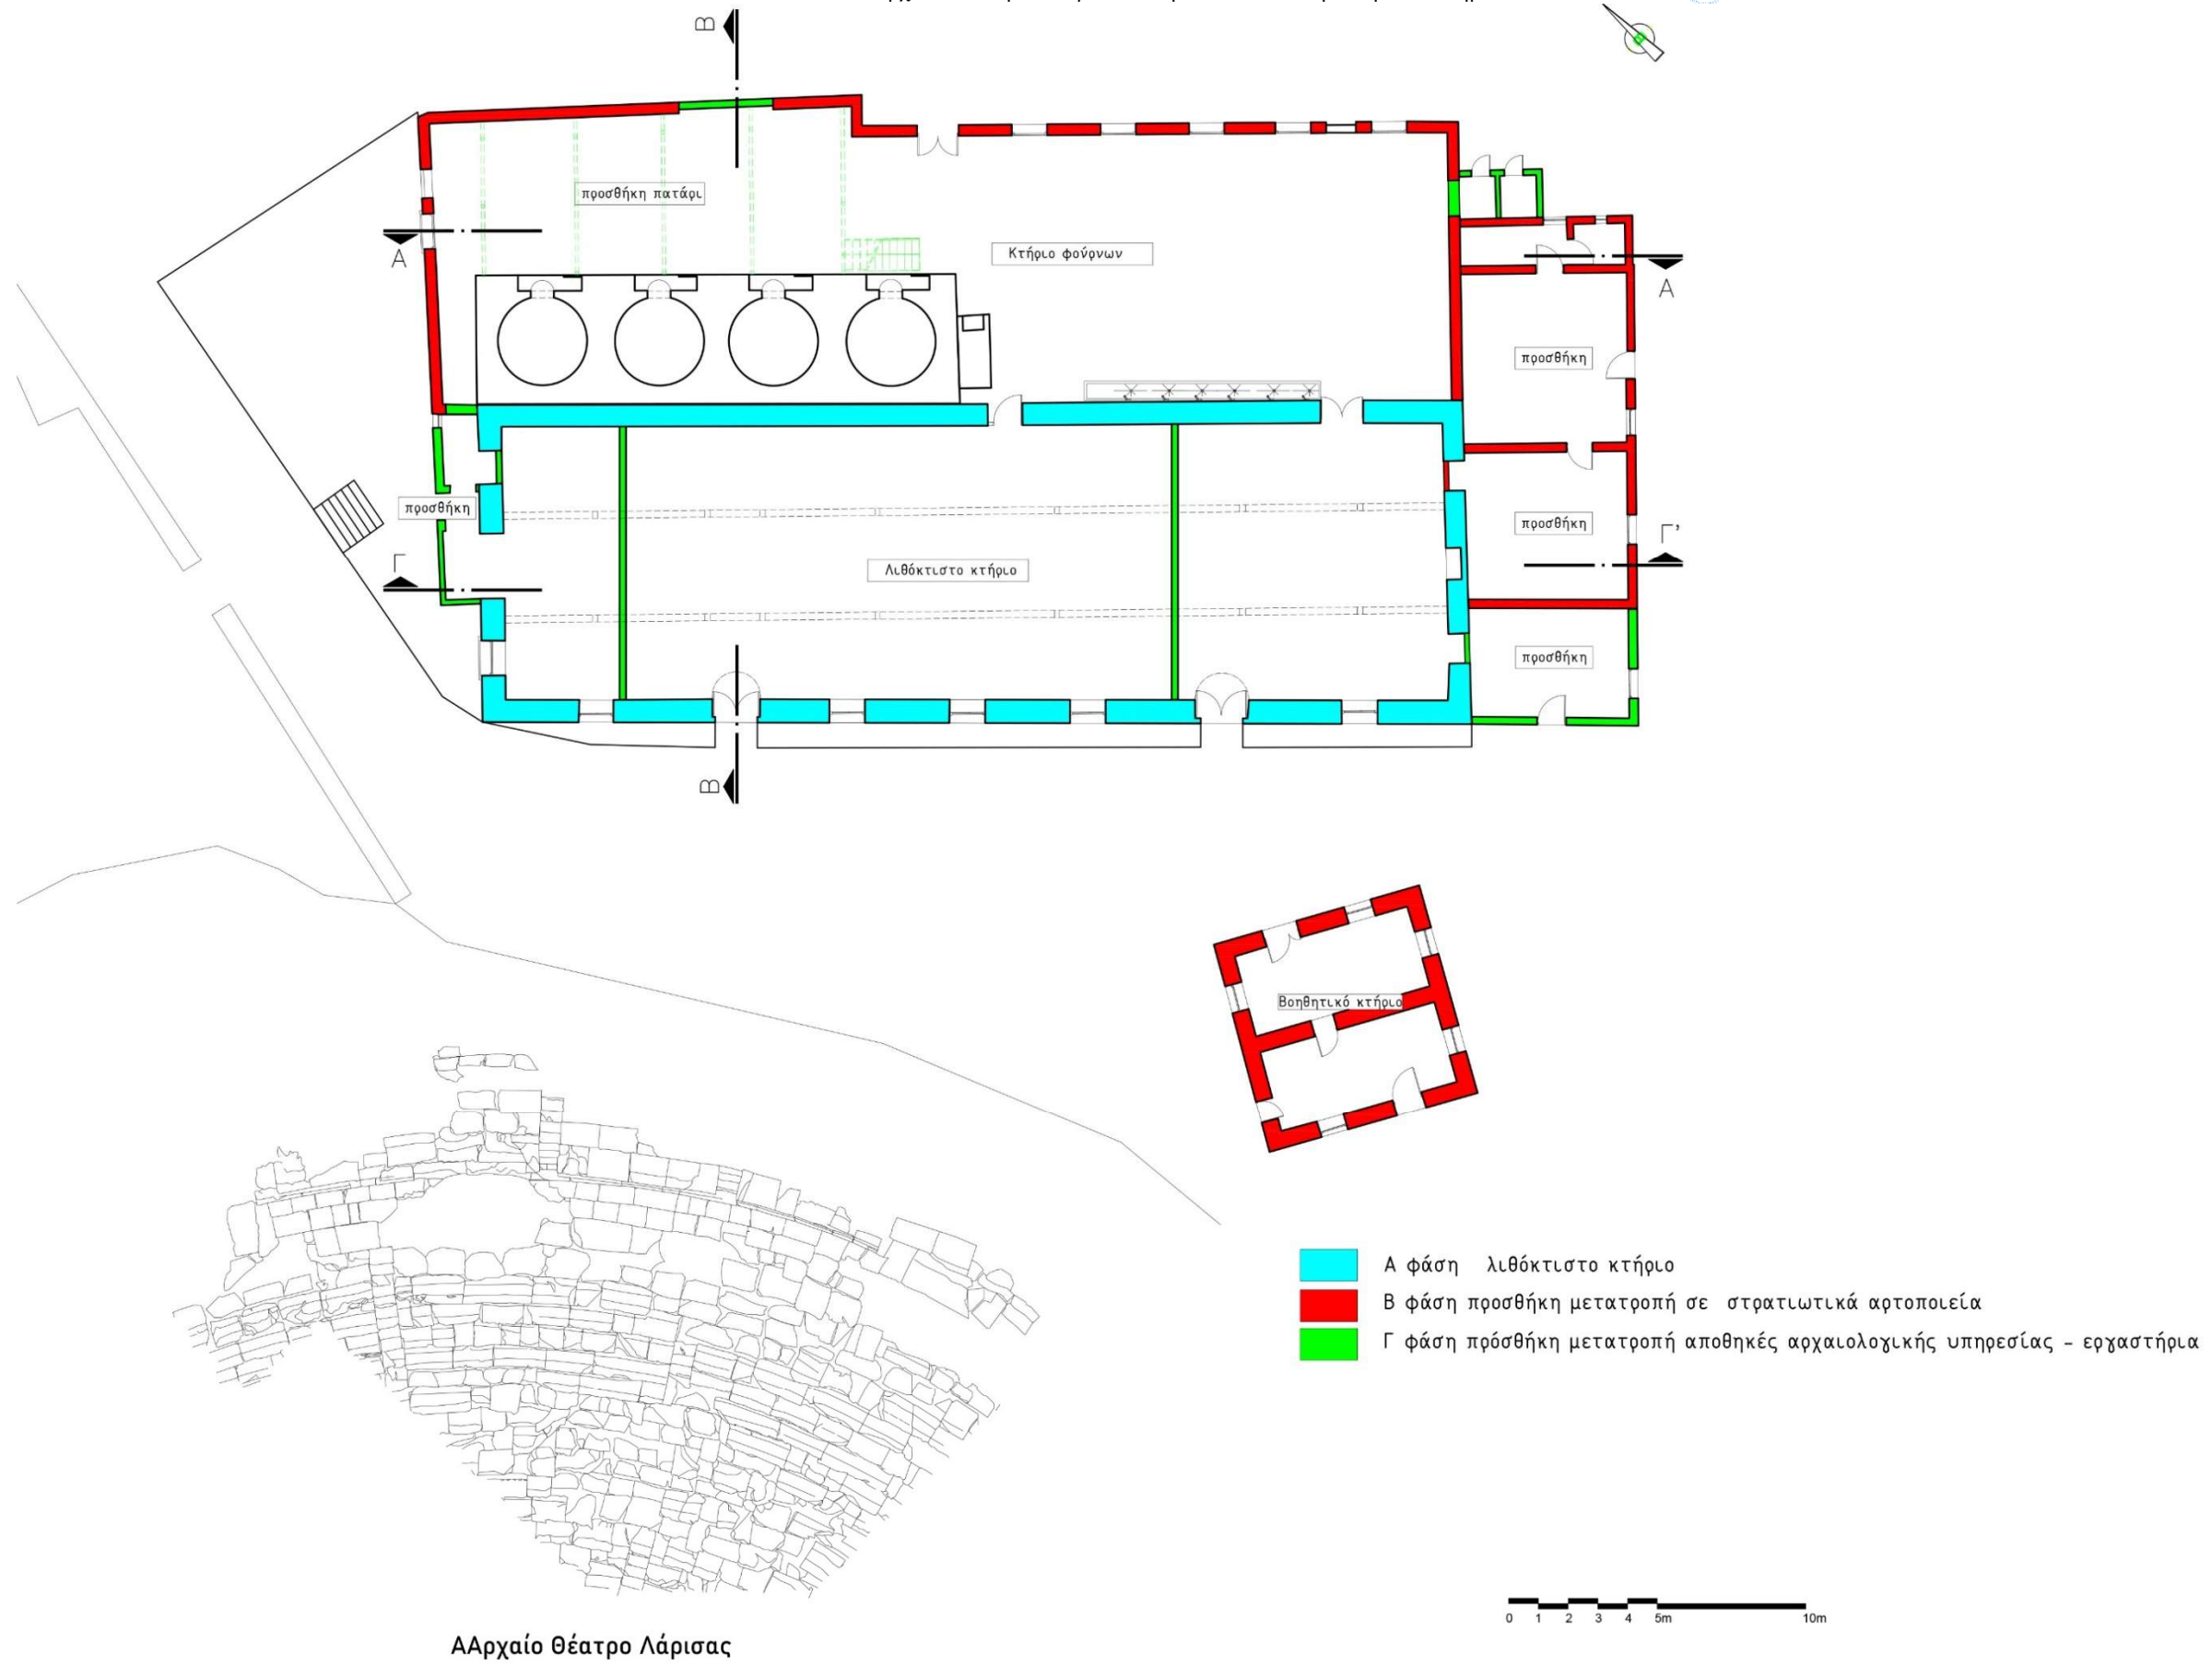 B
προσθήκη πατάρι
Κτήριο φούρνων
A
A
προσθήκη
προσθήκη
προσθήκη
Γ
Γ'
Λιθόκτιστο κτήριο
προσθήκη
B
Βοηθητικό κτήριο
Α φάση λιθόκτιστο κτήριο
Β φάση προσθήκη μετατροπή σε στρατιωτικά αρτοποιεία
Γ φάση πρόσθήκη μετατροπή αποθηκές αρχαιολογικής υπηρεσίας - εργαστήρια
0 1 2 3 4 5m 10m
ΑΑρχαίο Θέατρο Λάρισας